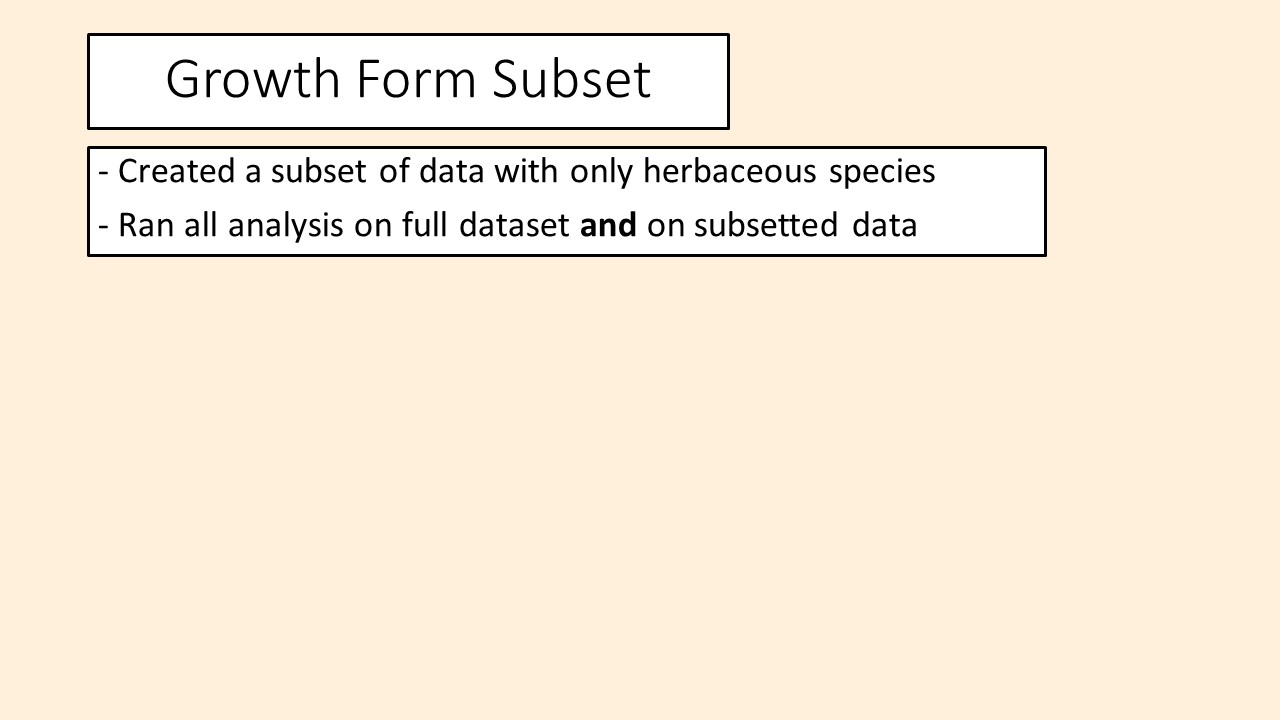 Growth Form Subset
- Created a subset of data with only herbaceous species
- Ran all analysis on full dataset and on subsetted data